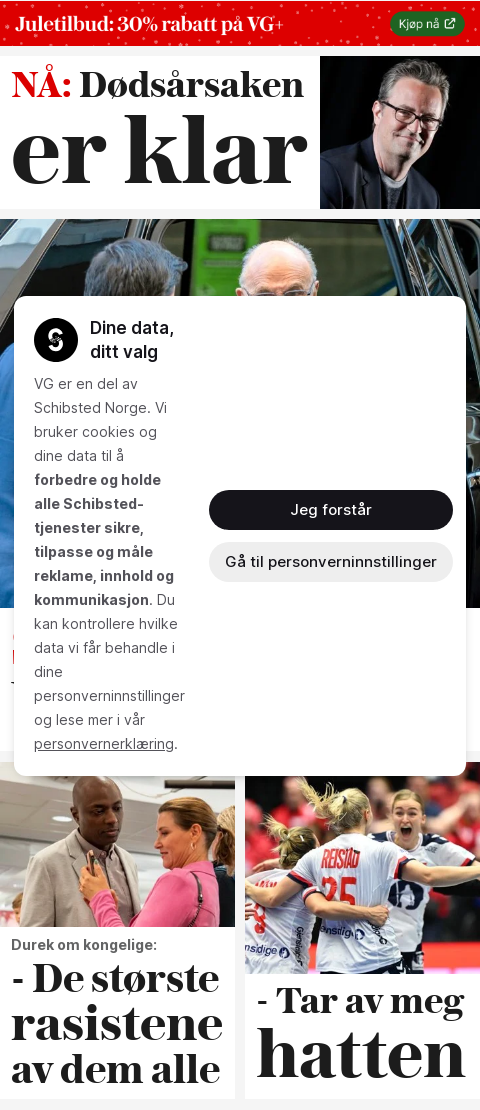 Juletilbud: 30% rabatt på VG+
Kjøp nå
NÅ: Dødsårsaken
er klar
Dine data,
ditt valg
VG er en del av
Schibsted Norge. Vi
bruker cookies og
dine data til å
forbedre og holde
alle Schibsted-
tjenester sikre,
tilpasse og måle
reklame, innhold og
kommunikasjon. Du
kan kontrollere hvilke
data vi får behandle i
dine
personverninnstillinger
og lese mer i vår
personvernerklæring.
Jeg forstår
Gå til personverninnstillinger
REISTAD
25
Durek om kongelige:
- De største
rasistene
av dem alle
- Tar av meg
hatten